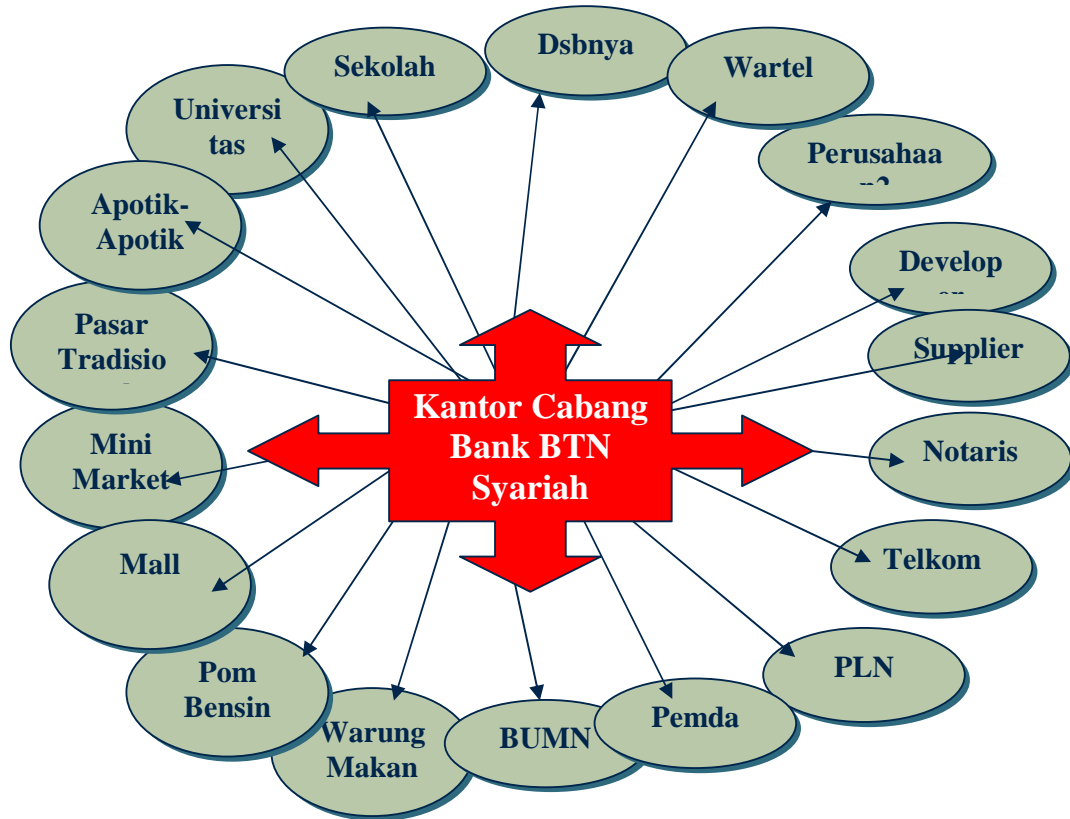 Dsbnya
Sekolah
Wartel
Universi
tas
Perusahaa
Apotik-
Apotik
Develop
Pasar
Tradisio
Supplier
Kantor Cabang
Bank BTN
Syariah
Mini
Market
Notaris
Mall
Telkom
Pom
Bensin
PLN
Warung
Makan
BUMN
Pemda